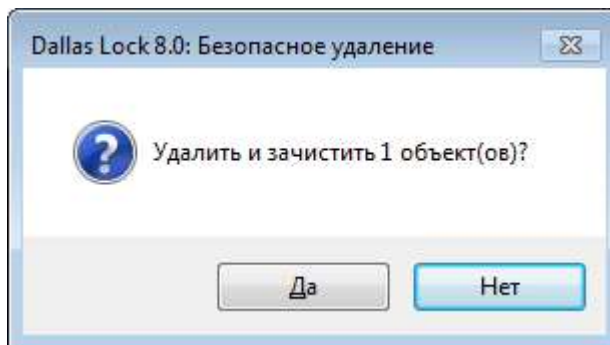 Dallas Lock 8.0: Безопасное удаление
Удалить и зачистить 1 объект(ов)?
Да
Нет